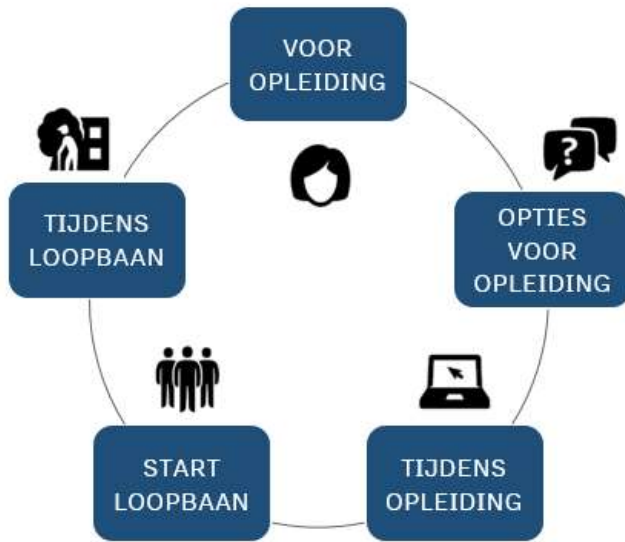 VOOR
OPLEIDING
OPTIES
VOOR
OPLEIDING
TIJDENS
OPLEIDING
START
LOOPBAAN
TIJDENS
LOOPBAAN
?